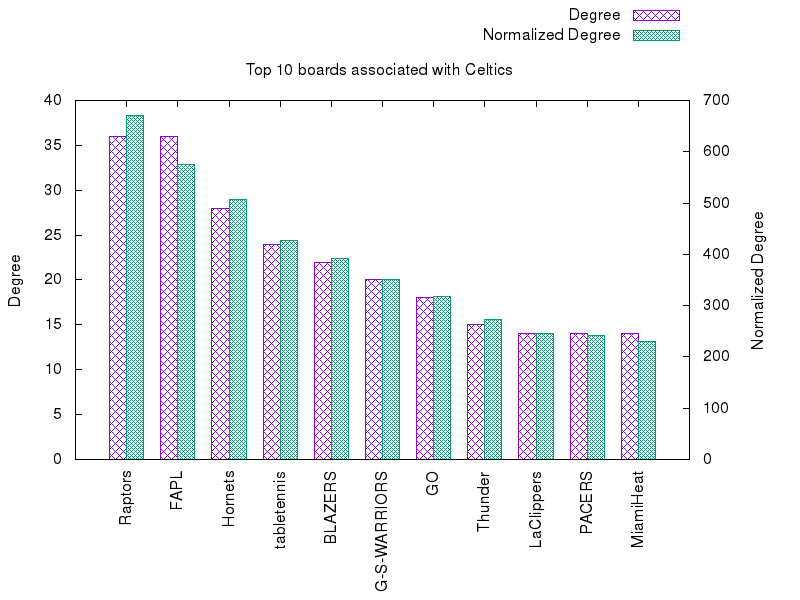 Degree
Normalized Degree
Top 10 boards associated with Celtics
40
35
30
25
20
15
10
5
0
Degree
700
600
500
400
300
200
100
0
Normalized Degree
Raptors
FAPL
Hornets
tabletennis
BLAZERS
G-S-WARRIORS
GO
Thunder
LaClippers
PACERS
MiamiHeat